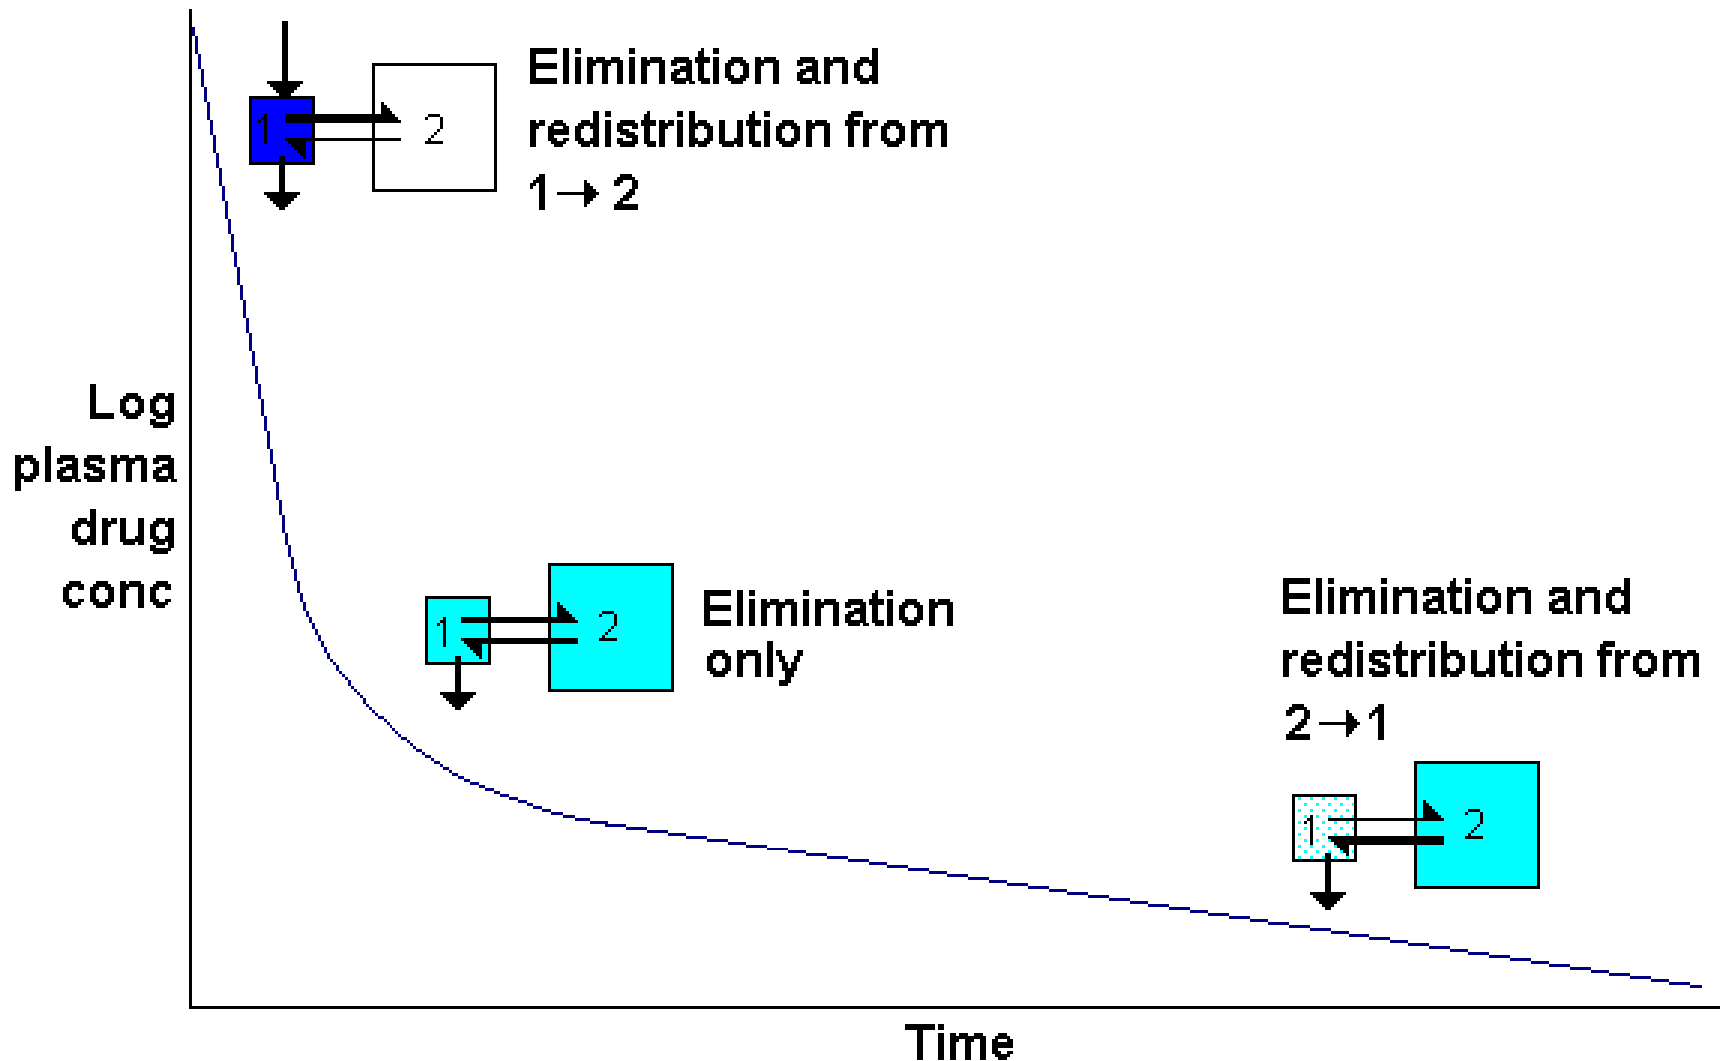 Elimination and
redistribution from
1→ 2
1
2
Log
plasma
drug
conc
Elimination
only
1
2
Elimination and
redistribution from
2→1
1
2
Time